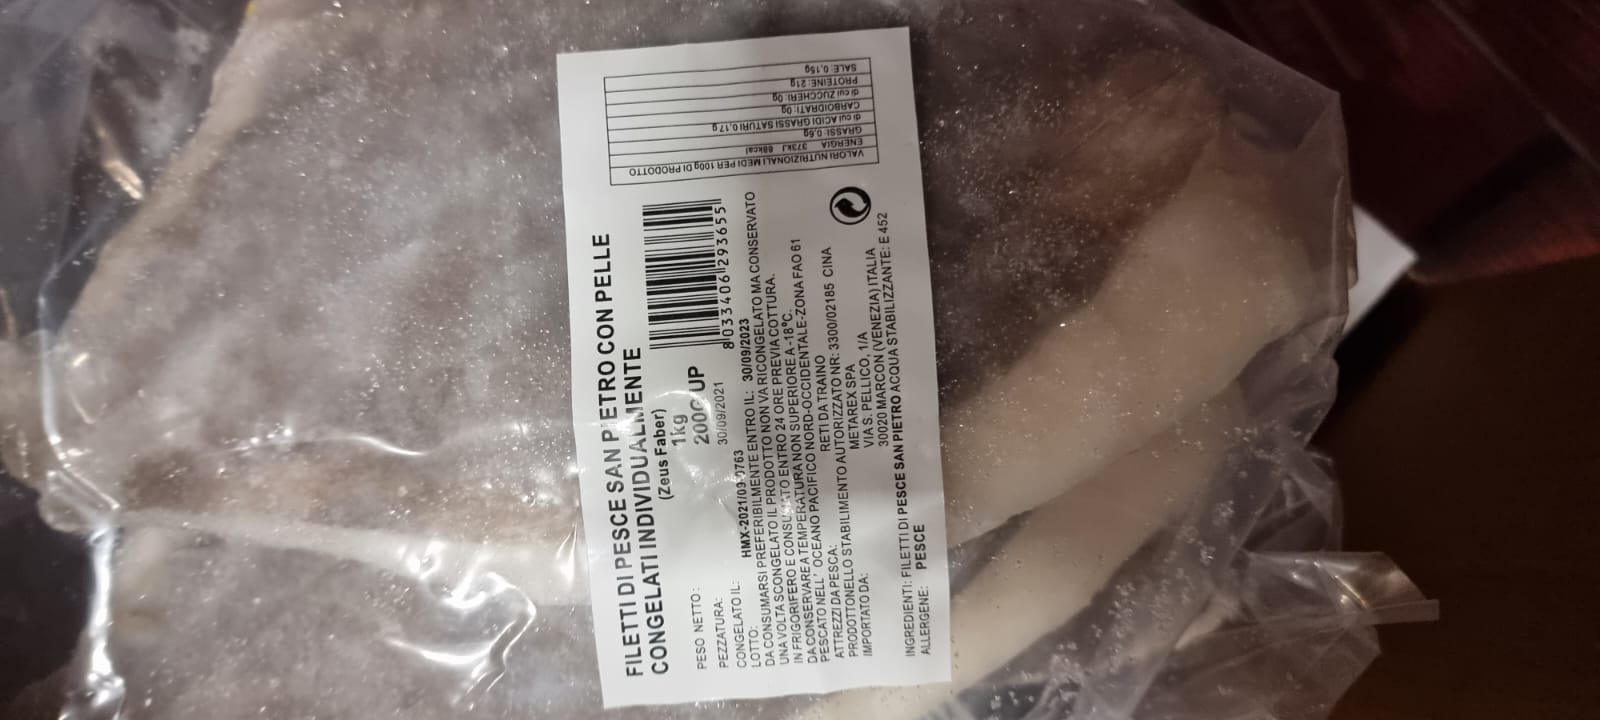 FILETTI DI PESCE SAN PIETRO CON PELLE
CONGELATI INDIVIDUALMENTE
(Zeus Faber)
PESO NETTO: 1kg
PEZZATURA: 200G UP
CONGELATO IL: 30/09/2021
LOTTO: HMX-2021/09
DA CONSUMARSI PREFERIBILMENTE ENTRO IL: 30/09/2023
UNA VOLTA SCONGELATO IL PRODOTTO NON VA RICONGELATO MA CONSERVATO
IN FRIGORIFERO E CONSUMATO ENTRO 24 ORE PREVIA COTTURA.
DA CONSERVARE A TEMPERATURA NON SUPERIORE A -18°C.
PESCATO NELL' OCEANO PACIFICO NORD-OCCIDENTALE-ZONA FAO 61
ATTREZZI DA PESCA: RETI DA TRAINO
PRODOTTO NELLO STABILIMENTO AUTORIZZATO NR: 3300/02185 CINA
IMPORTATO DA: METAREX SPA
VIA S. PELLICO, 1/A
30020 MARCON (VENEZIA) ITALIA
INGREDIENTI: FILETTI DI PESCE SAN PIETRO ACQUA STABILIZZANTE: E 452
ALLERGENE: PESCE
8 033406 293655
VALORI NUTRIZIONALI MEDI PER 100g DI PRODOTTO
ENERGIA 373kJ 88kcal
GRASSI: 0,6g
di cui ACIDI GRASSI SATURI 0,17g
CARBOIDRATI: 0g
di cui ZUCCHERI: 0g
PROTEINE: 21g
SALE: 0,15g